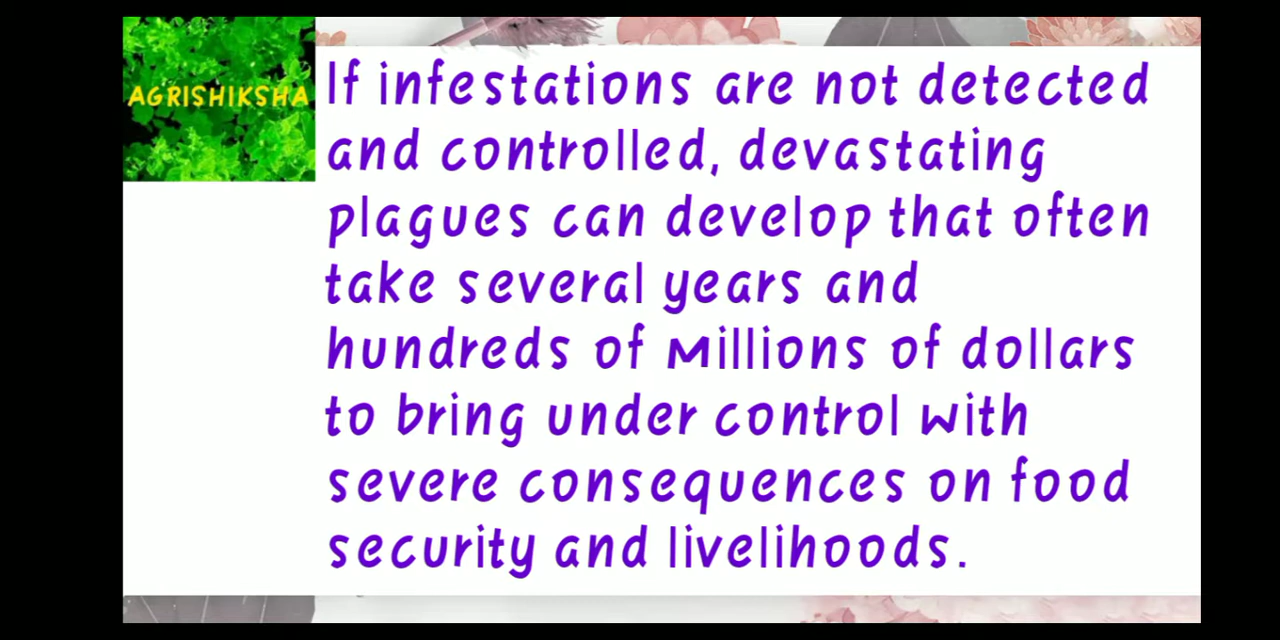 AGRISHIKSHA
If infestations are not detected
and controlled, devastating
plagues can develop that often
take several years and
hundreds of Millions of dollars
to bring under control with
severe consequences on food
security and livelihoods.